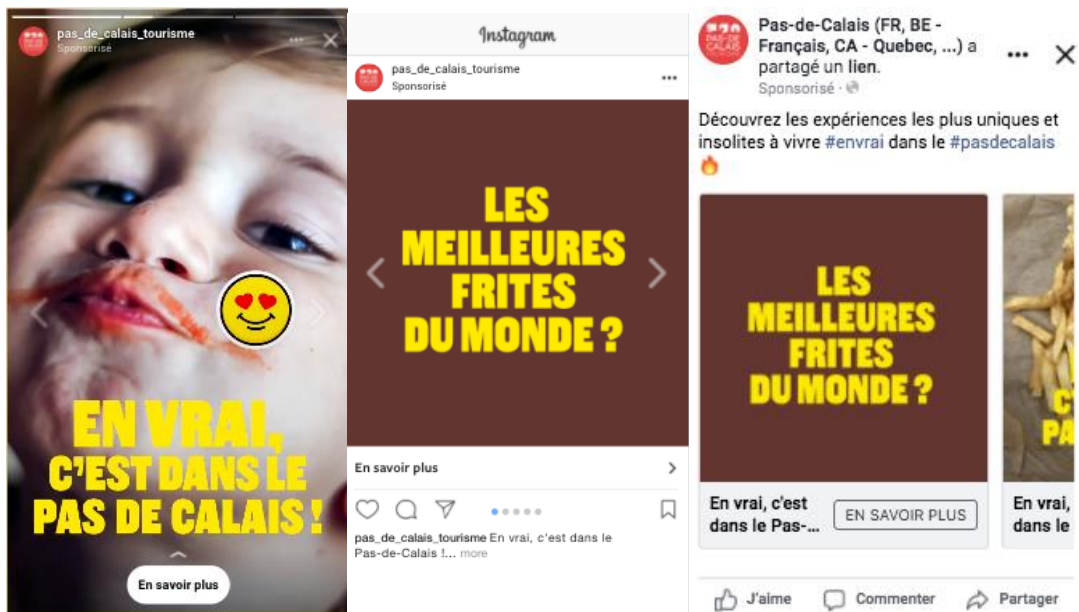 pas_de_calais_tourisme
Sponsorisé
EN VRAI,
C'EST DANS LE
PAS DE CALAIS !
En savoir plus
Instagram
pas_de_calais_tourisme
Sponsorisé
LES
MEILLEURES
FRITES
DU MONDE ?
En savoir plus
pas_de_calais_tourisme En vrai, c'est dans le
Pas-de-Calais !... more
Pas-de-Calais (FR, BE -
Français, CA - Quebec, ...) a
partagé un lien.
Sponsorisé ·
Découvrez les expériences les plus uniques et
insolites à vivre #envrai dans le #pasdecalais
LES
MEILLEURES
FRITES
DU MONDE ?
En vrai, c'est
dans le Pas-...
EN SAVOIR PLUS
C'
PA
En vrai,
dans le
J'aime
Commenter
Partager